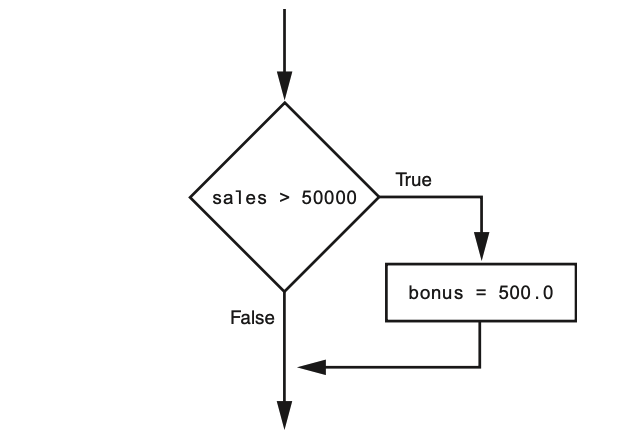 True
sales > 50000
bonus = 500.0
False